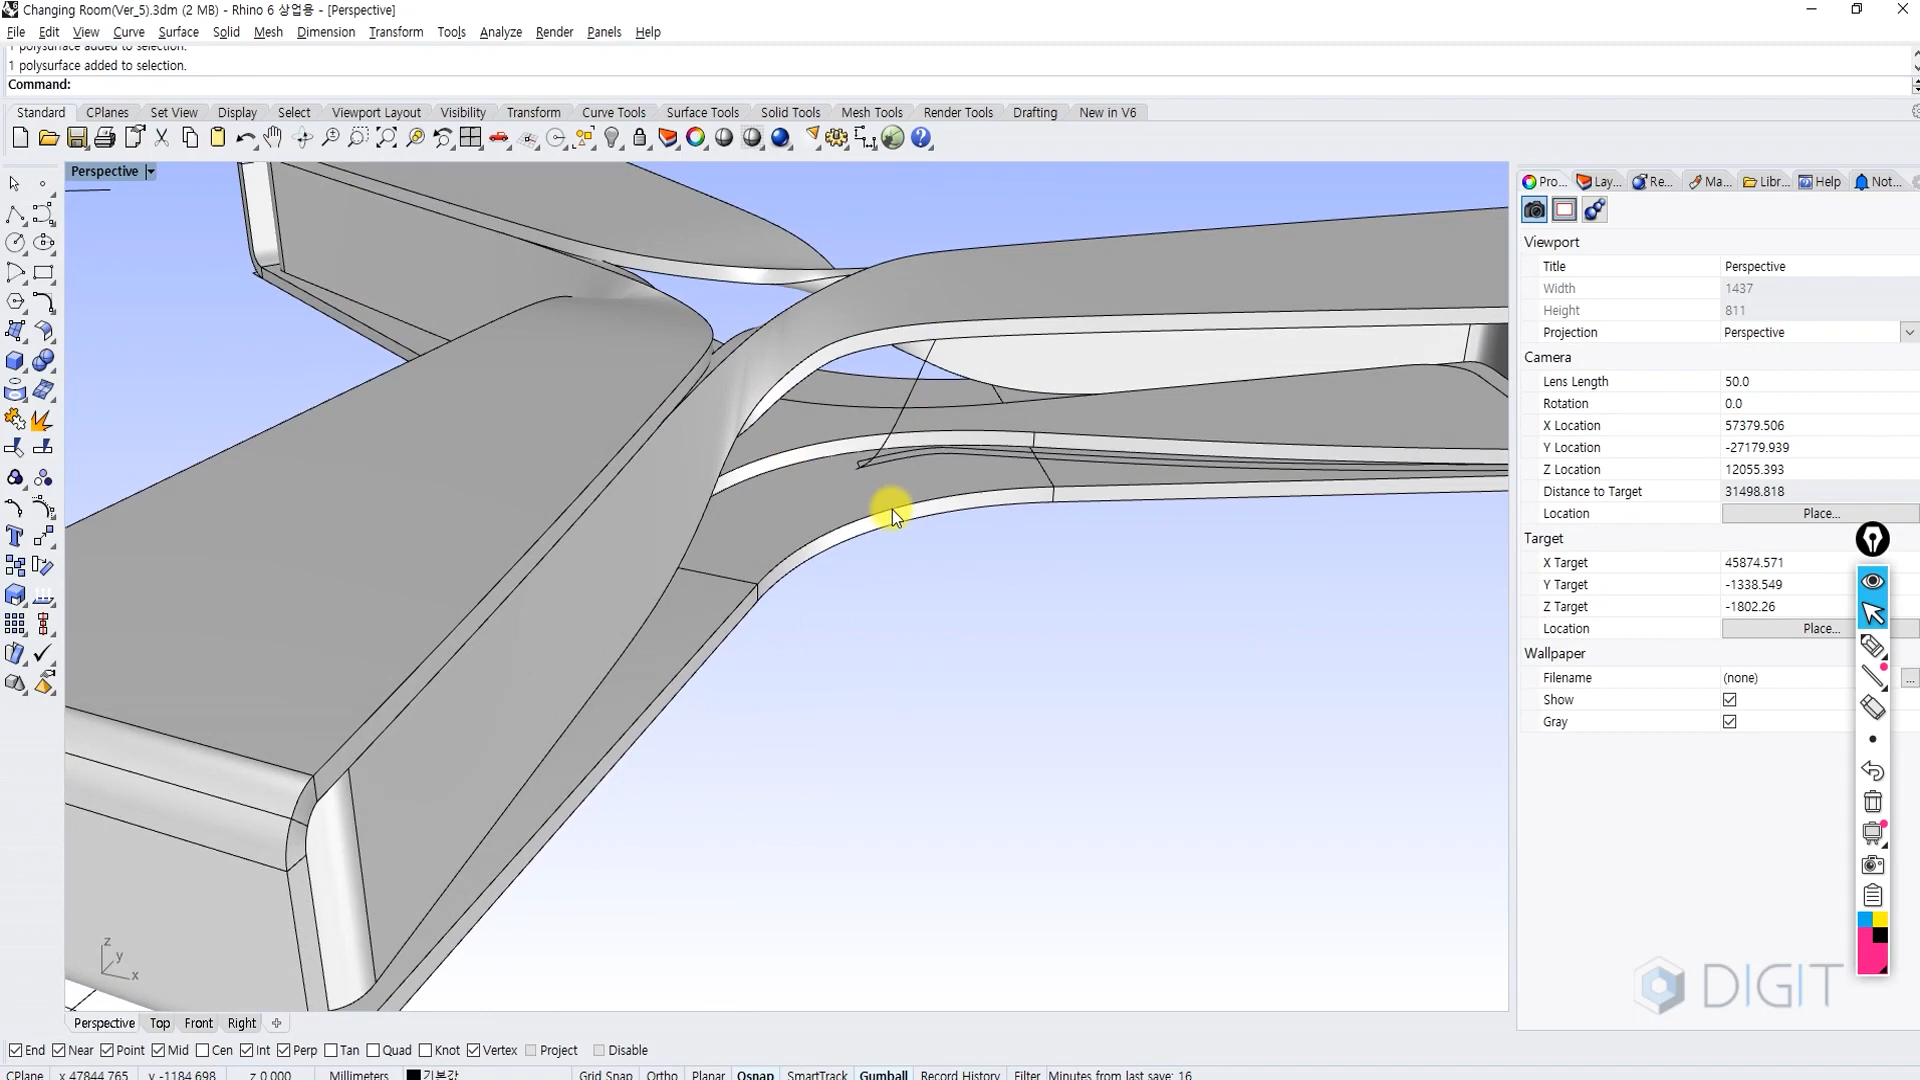 Changing Room(Ver_5).3dm (2 MB) - Rhino 6 상업용 - [Perspective]
File Edit View Curve Surface Solid Mesh Dimension Transform Tools Analyze Render Panels Help
1 polysurface added to selection.
1 polysurface added to selection.
Command:
Standard CPlanes Set View Display Select Viewport Layout Visibility Transform Curve Tools Surface Tools Solid Tools Mesh Tools Render Tools Drafting New in V6
Perspective
Pro... Lay... Re... Ma... Libr... Help Not...
Viewport
Title Perspective
Width 1437
Height 811
Projection Perspective
Camera
Lens Length 50.0
Rotation 0.0
X Location 57379.506
Y Location -27179.939
Z Location 12055.393
Distance to Target 31498.818
Location Place...
Target
X Target 45874.571
Y Target -1338.549
Z Target -1802.26
Location Place...
Wallpaper
Filename (none) ...
Show
Gray
z
y
x
DIGIT
Perspective Top Front Right
End Near Point Mid Cen Int Perp Tan Quad Knot Vertex Project Disable
CPlane x 47844.765 y -1184.698 z 0.000 Millimeters 기본값 Grid Snap Ortho Planar Osnap SmartTrack Gumball Record History Filter Minutes from last save: 16